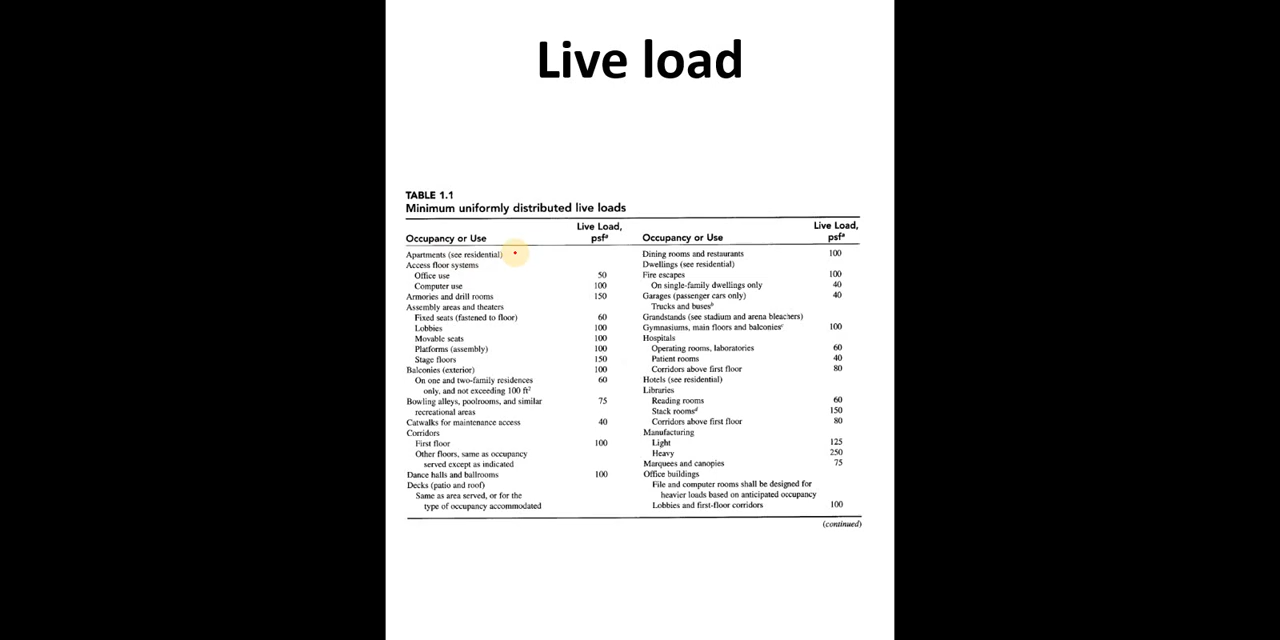 Live load
TABLE 1.1
Minimum uniformly distributed live loads
Occupancy or Use Live Load, psfᵃ
Apartments (see residential)
Access floor systems
Office use 50
Computer use 100
Armories and drill rooms 150
Assembly areas and theaters
Fixed seats (fastened to floor) 60
Lobbies 100
Movable seats 100
Platforms (assembly) 100
Stage floors 150
Balconies (exterior) 100
On one and two-family residences 60
only, and not exceeding 100 ft²
Bowling alleys, poolrooms, and similar 75
recreational areas
Catwalks for maintenance access 40
Corridors
First floor 100
Other floors, same as occupancy
served except as indicated
Dance halls and ballrooms 100
Decks (patio and roof)
Same as area served, or for the
type of occupancy accommodated
Occupancy or Use Live Load, psfᵃ
Dining rooms and restaurants 100
Dwellings (see residential)
Fire escapes 100
On single-family dwellings only 40
Garages (passenger cars only) 40
Trucks and busesᵇ
Grandstands (see stadium and arena bleachers)
Gymnasiums, main floors and balconiesᶜ 100
Hospitals
Operating rooms, laboratories 60
Patient rooms 40
Corridors above first floor 80
Hotels (see residential)
Libraries
Reading rooms 60
Stack roomsᵈ 150
Corridors above first floor 80
Manufacturing
Light 125
Heavy 250
Marquees and canopies 75
Office buildings
File and computer rooms shall be designed for
heavier loads based on anticipated occupancy
Lobbies and first-floor corridors 100
(continued)